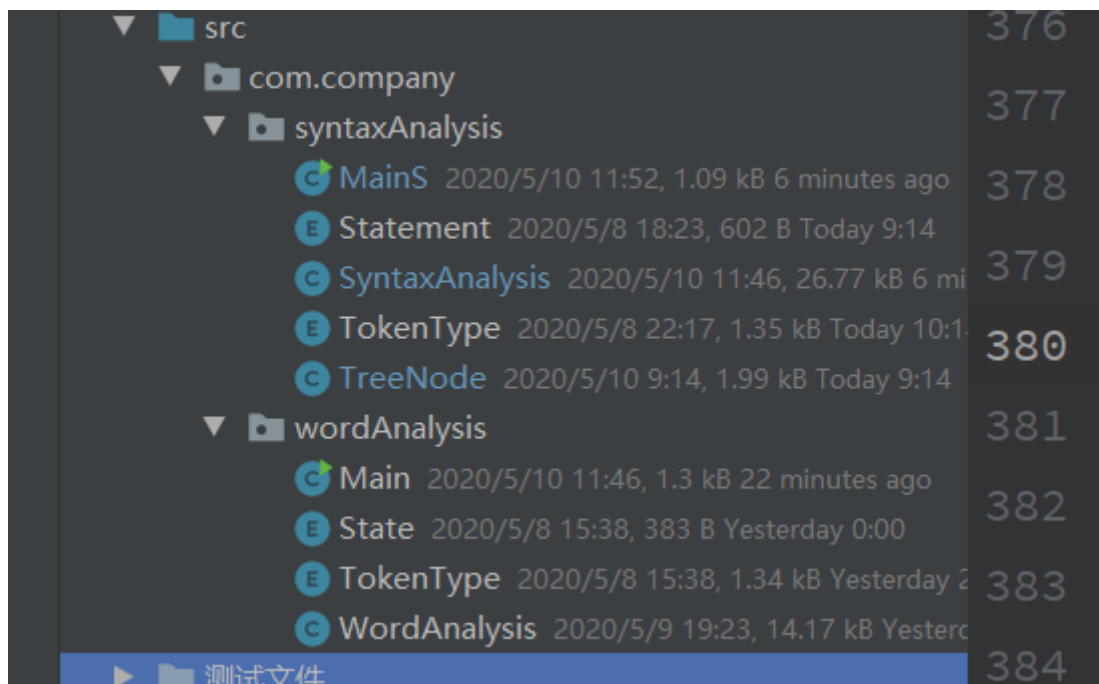 src
com.company
syntaxAnalysis
MainS 2020/5/10 11:52, 1.09 kB 6 minutes ago
Statement 2020/5/8 18:23, 602 B Today 9:14
SyntaxAnalysis 2020/5/10 11:46, 26.77 kB 6 mi
TokenType 2020/5/8 22:17, 1.35 kB Today 10:1
TreeNode 2020/5/10 9:14, 1.99 kB Today 9:14
wordAnalysis
Main 2020/5/10 11:46, 1.3 kB 22 minutes ago
State 2020/5/8 15:38, 383 B Yesterday 0:00
TokenType 2020/5/8 15:38, 1.34 kB Yesterday 2
WordAnalysis 2020/5/9 19:23, 14.17 kB Yester
测试文件
376
377
378
379
380
381
382
383
384